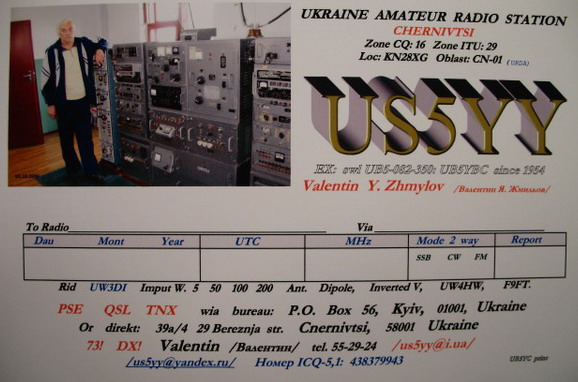 UKRAINE AMATEUR RADIO STATION
CHERNIVTSI
Zone CQ: 16 Zone ITU: 29
Loc: KN28XG Oblast: CN-01 (URDA)
US5YY
EX: swl UB5-082-350: UB5YBC since 1954
Valentin Y. Zhmylov /Валентин Я. Жмильов/
To Radio Via
Dau Mont Year UTC MHz Mode 2 way Report
SSB CW FM
Rid UW3DI Imput W. 5 50 100 200 Ant. Dipole, Inverted V, UW4HW, F9FT.
PSE QSL TNX wia bureau: P.O. Box 56, Kyiv, 01001, Ukraine
Or direkt: 39a/4 29 Bereznja str. Cnernivtsi, 58001 Ukraine
73! DX! Valentin /Валентин/ tel. 55-29-24 /us5yy@i.ua/
/us5yy@yandex.ru/ Номер ICQ-5,1: 438379943
US5YC print